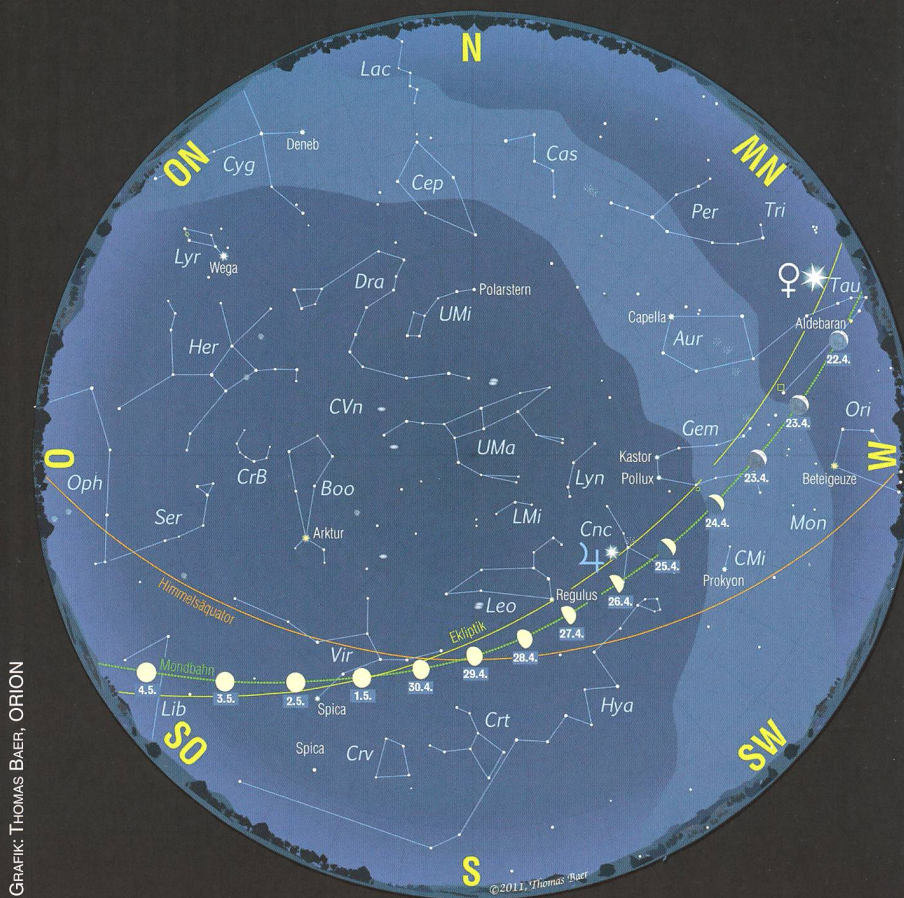 N
Lac
NO
Deneb
Cyg
Cas
NW
Cep
Per
Tri
Lyr
Wega
Dra
Polarstern
UMi
♀
Tau
Capella
Aldebaran
Aur
22.4.
Her
CVn
Ori
23.4.
Gem
UMa
O
W
Kastor
Lyn
Pollux
23.4.
Beteigeuze
Oph
CrB
Boo
Ser
LMi
24.4.
Mon
Arktur
Cnc
♃
25.4.
CMi
Prokyon
Himmelsäquator
Leo
Regulus
26.4.
Ekliptik
27.4.
28.4.
Vir
29.4.
Mondbahn
30.4.
4.5.
3.5.
2.5.
1.5.
Lib
Spica
Hya
Crt
SO
Spica
Crv
SW
S
©2011, Thomas Baer
GRAFIK: THOMAS BAER, ORION